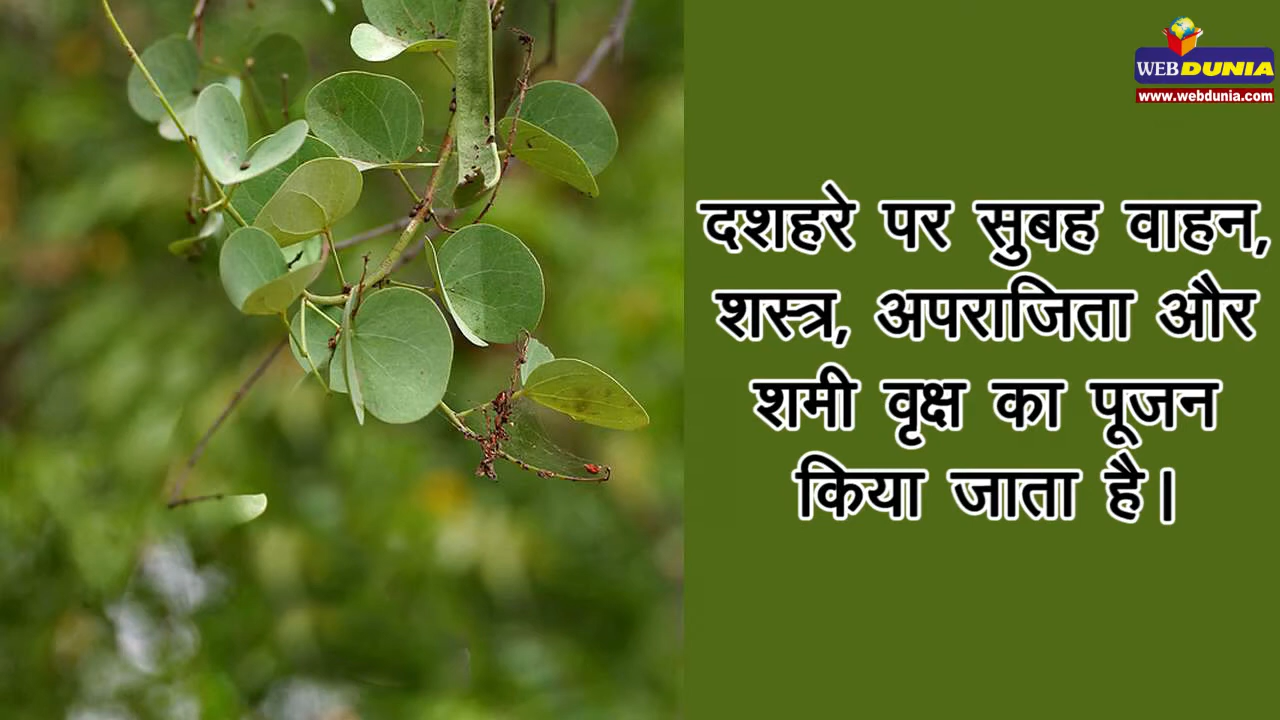 WEBDUNIA
www.webdunia.com
दशहरे पर सुबह वाहन,
शस्त्र, अपराजिता और
शमी वृक्ष का पूजन
किया जाता है।